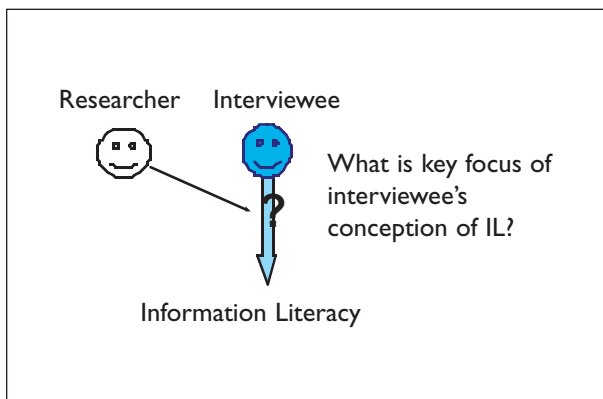 Researcher Interviewee
What is key focus of
interviewee's
conception of IL?
?
Information Literacy